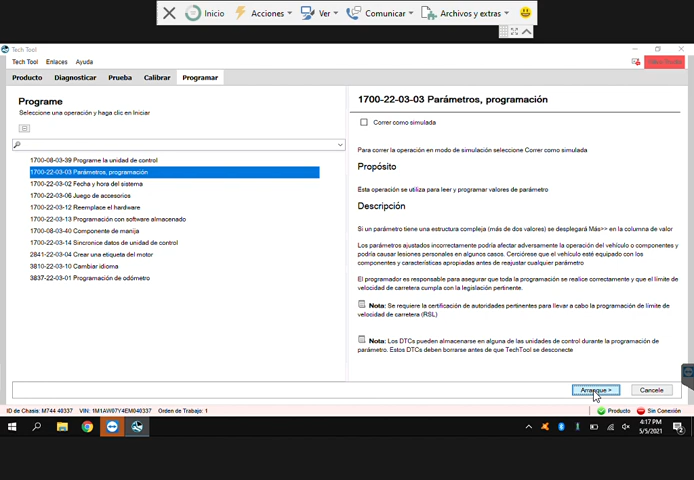 Inicio Acciones Ver Comunicar Archivos y extras
Tech Tool
Tech Tool Enlaces Ayuda
Producto Diagnosticar Prueba Calibrar Programar
Programe
Seleccione una operación y haga clic en Iniciar
1700-08-03-39 Programe la unidad de control
1700-22-03-03 Parámetros, programación
1700-22-03-02 Fecha y hora del sistema
1700-22-03-06 Juego de accesorios
1700-22-03-12 Reemplace el hardware
1700-22-03-13 Programación con software almacenado
1700-08-03-40 Componente de manija
1700-22-03-14 Sincronice datos de unidad de control
2841-22-03-04 Crear una etiqueta del motor
3810-22-03-10 Cambiar idioma
3837-22-03-01 Programación de odómetro
1700-22-03-03 Parámetros, programación
Correr como simulada
Para correr la operación en modo de simulación seleccione Correr como simulada
Propósito
Esta operación se utiliza para leer y programar valores de parámetro
Descripción
Si un parámetro tiene una estructura compleja (más de dos valores) se desplegará Más>> en la columna de valor
Los parámetros ajustados incorrectamente podría afectar adversamente la operación del vehículo o componentes y
podría causar lesiones personales en algunos casos. Cerciórese que el vehículo esté equipado con los
componentes y características apropiadas antes de reajustar cualquier parámetro
El programador es responsable para asegurar que toda la programación se realice correctamente y que el límite de
velocidad de carretera cumpla con la legislación pertinente.
Nota: Se requiere la certificación de autoridades pertinentes para llevar a cabo la programación de límite de
velocidad de carretera (RSL)
Nota: Los DTCs pueden almacenarse en alguna de las unidades de control durante la programación de
parámetro. Estos DTCs deben borrarse antes de que TechTool se desconecte
Arranque > Cancele
ID de Chasis: M744 40337 VIN: 1M1AW07Y4EM040337 Orden de Trabajo: 1 Producto Sin Conexión
4:17 PM
5/5/2021